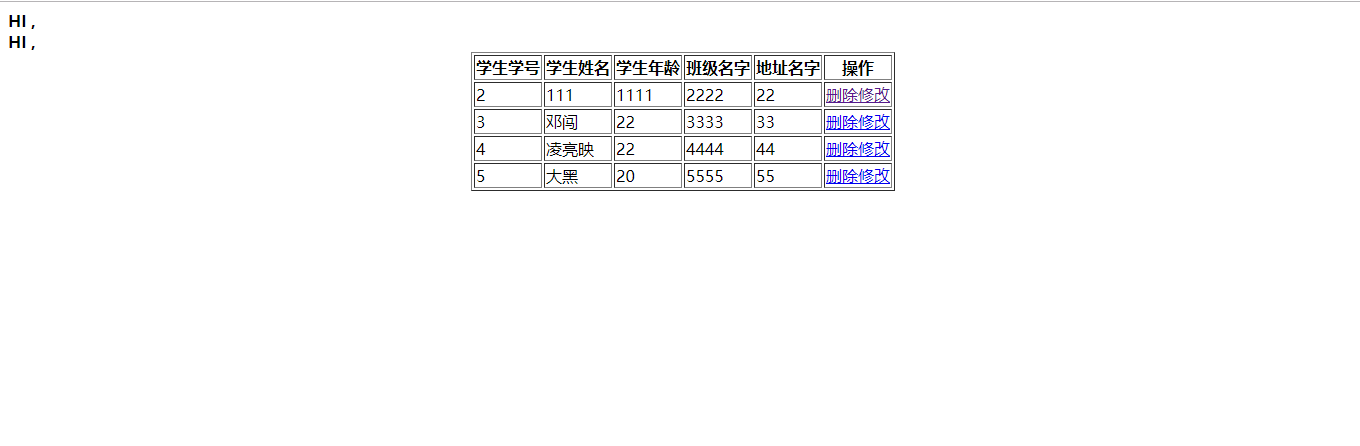 HI ,
HI ,
学生学号 学生姓名 学生年龄 班级名字 地址名字 操作
2 111 1111 2222 22 删除修改
3 邓闯 22 3333 33 删除修改
4 凌亮映 22 4444 44 删除修改
5 大黑 20 5555 55 删除修改